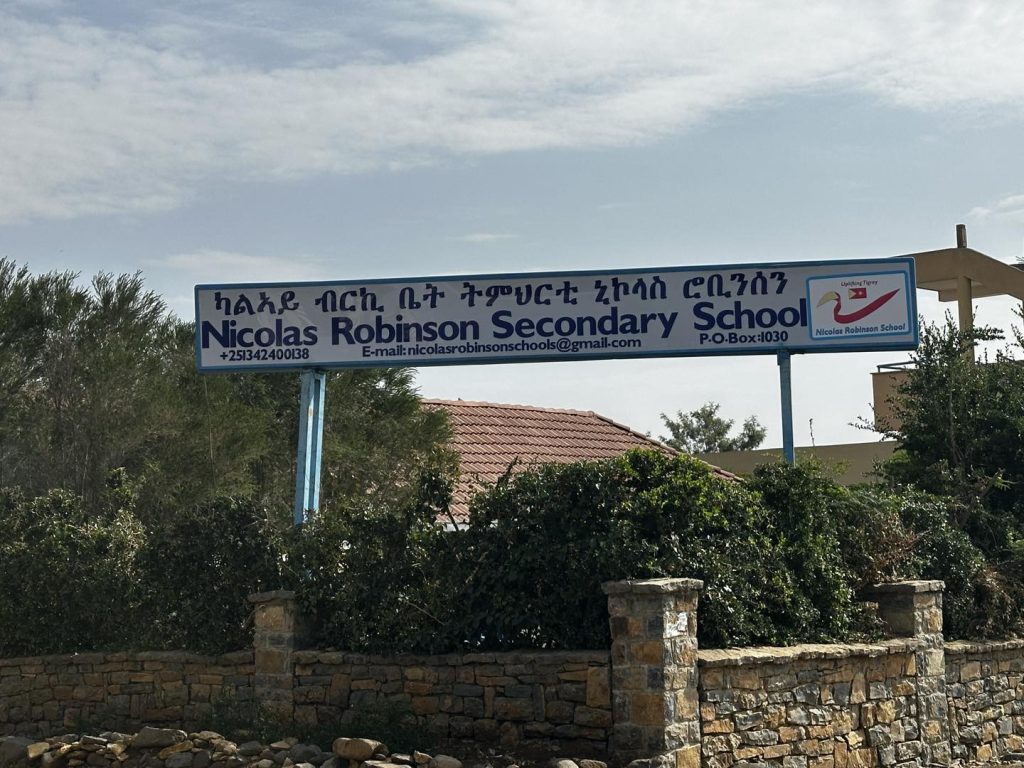 ካልኣይ ብርኪ ቤት ትምህርቲ ኒኮላስ ሮቢንሰን
Nicolas Robinson Secondary School
+251342400138 E-mail:nicolasrobinsonschools@gmail.com P.O.Box:1030
Uplifting Tigray
Nicolas Robinson School